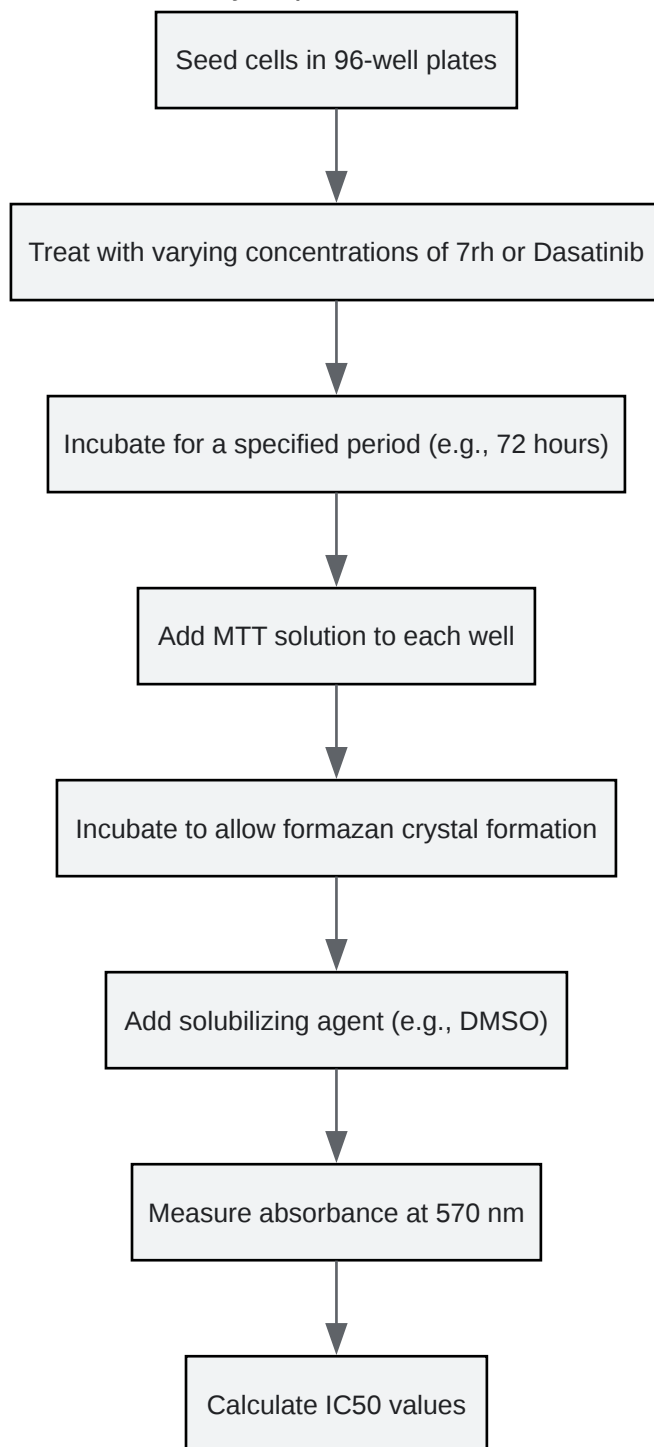 Seed cells in 96-well plates
Treat with varying concentrations of 7rh or Dasatinib
Incubate for a specified period (e.g., 72 hours)
Add MTT solution to each well
Incubate to allow formazan crystal formation
Add solubilizing agent (e.g., DMSO)
Measure absorbance at 570 nm
Calculate IC50 values